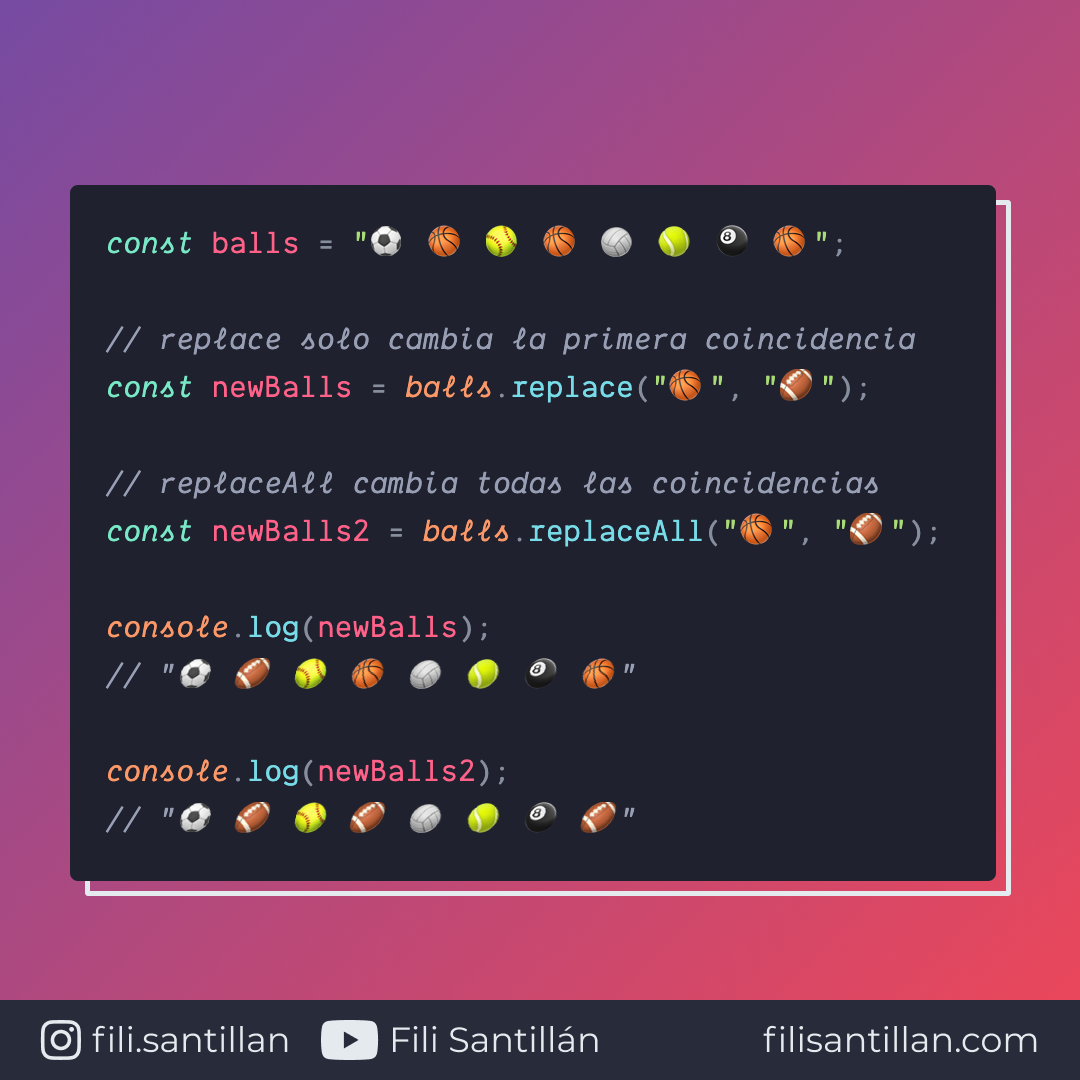 const balls = "⚽ 🏀 🥎 🏀 🏐 🎾 🎱 🏀";
// replace solo cambia la primera coincidencia
const newBalls = balls.replace("🏀", "🏈");
// replaceAll cambia todas las coincidencias
const newBalls2 = balls.replaceAll("🏀", "🏈");
console.log(newBalls);
// "⚽ 🏈 🥎 🏀 🏐 🎾 🎱 🏀"
console.log(newBalls2);
// "⚽ 🏈 🥎 🏈 🏐 🎾 🎱 🏈"
fili.santillan Fili Santillán filisantillan.com